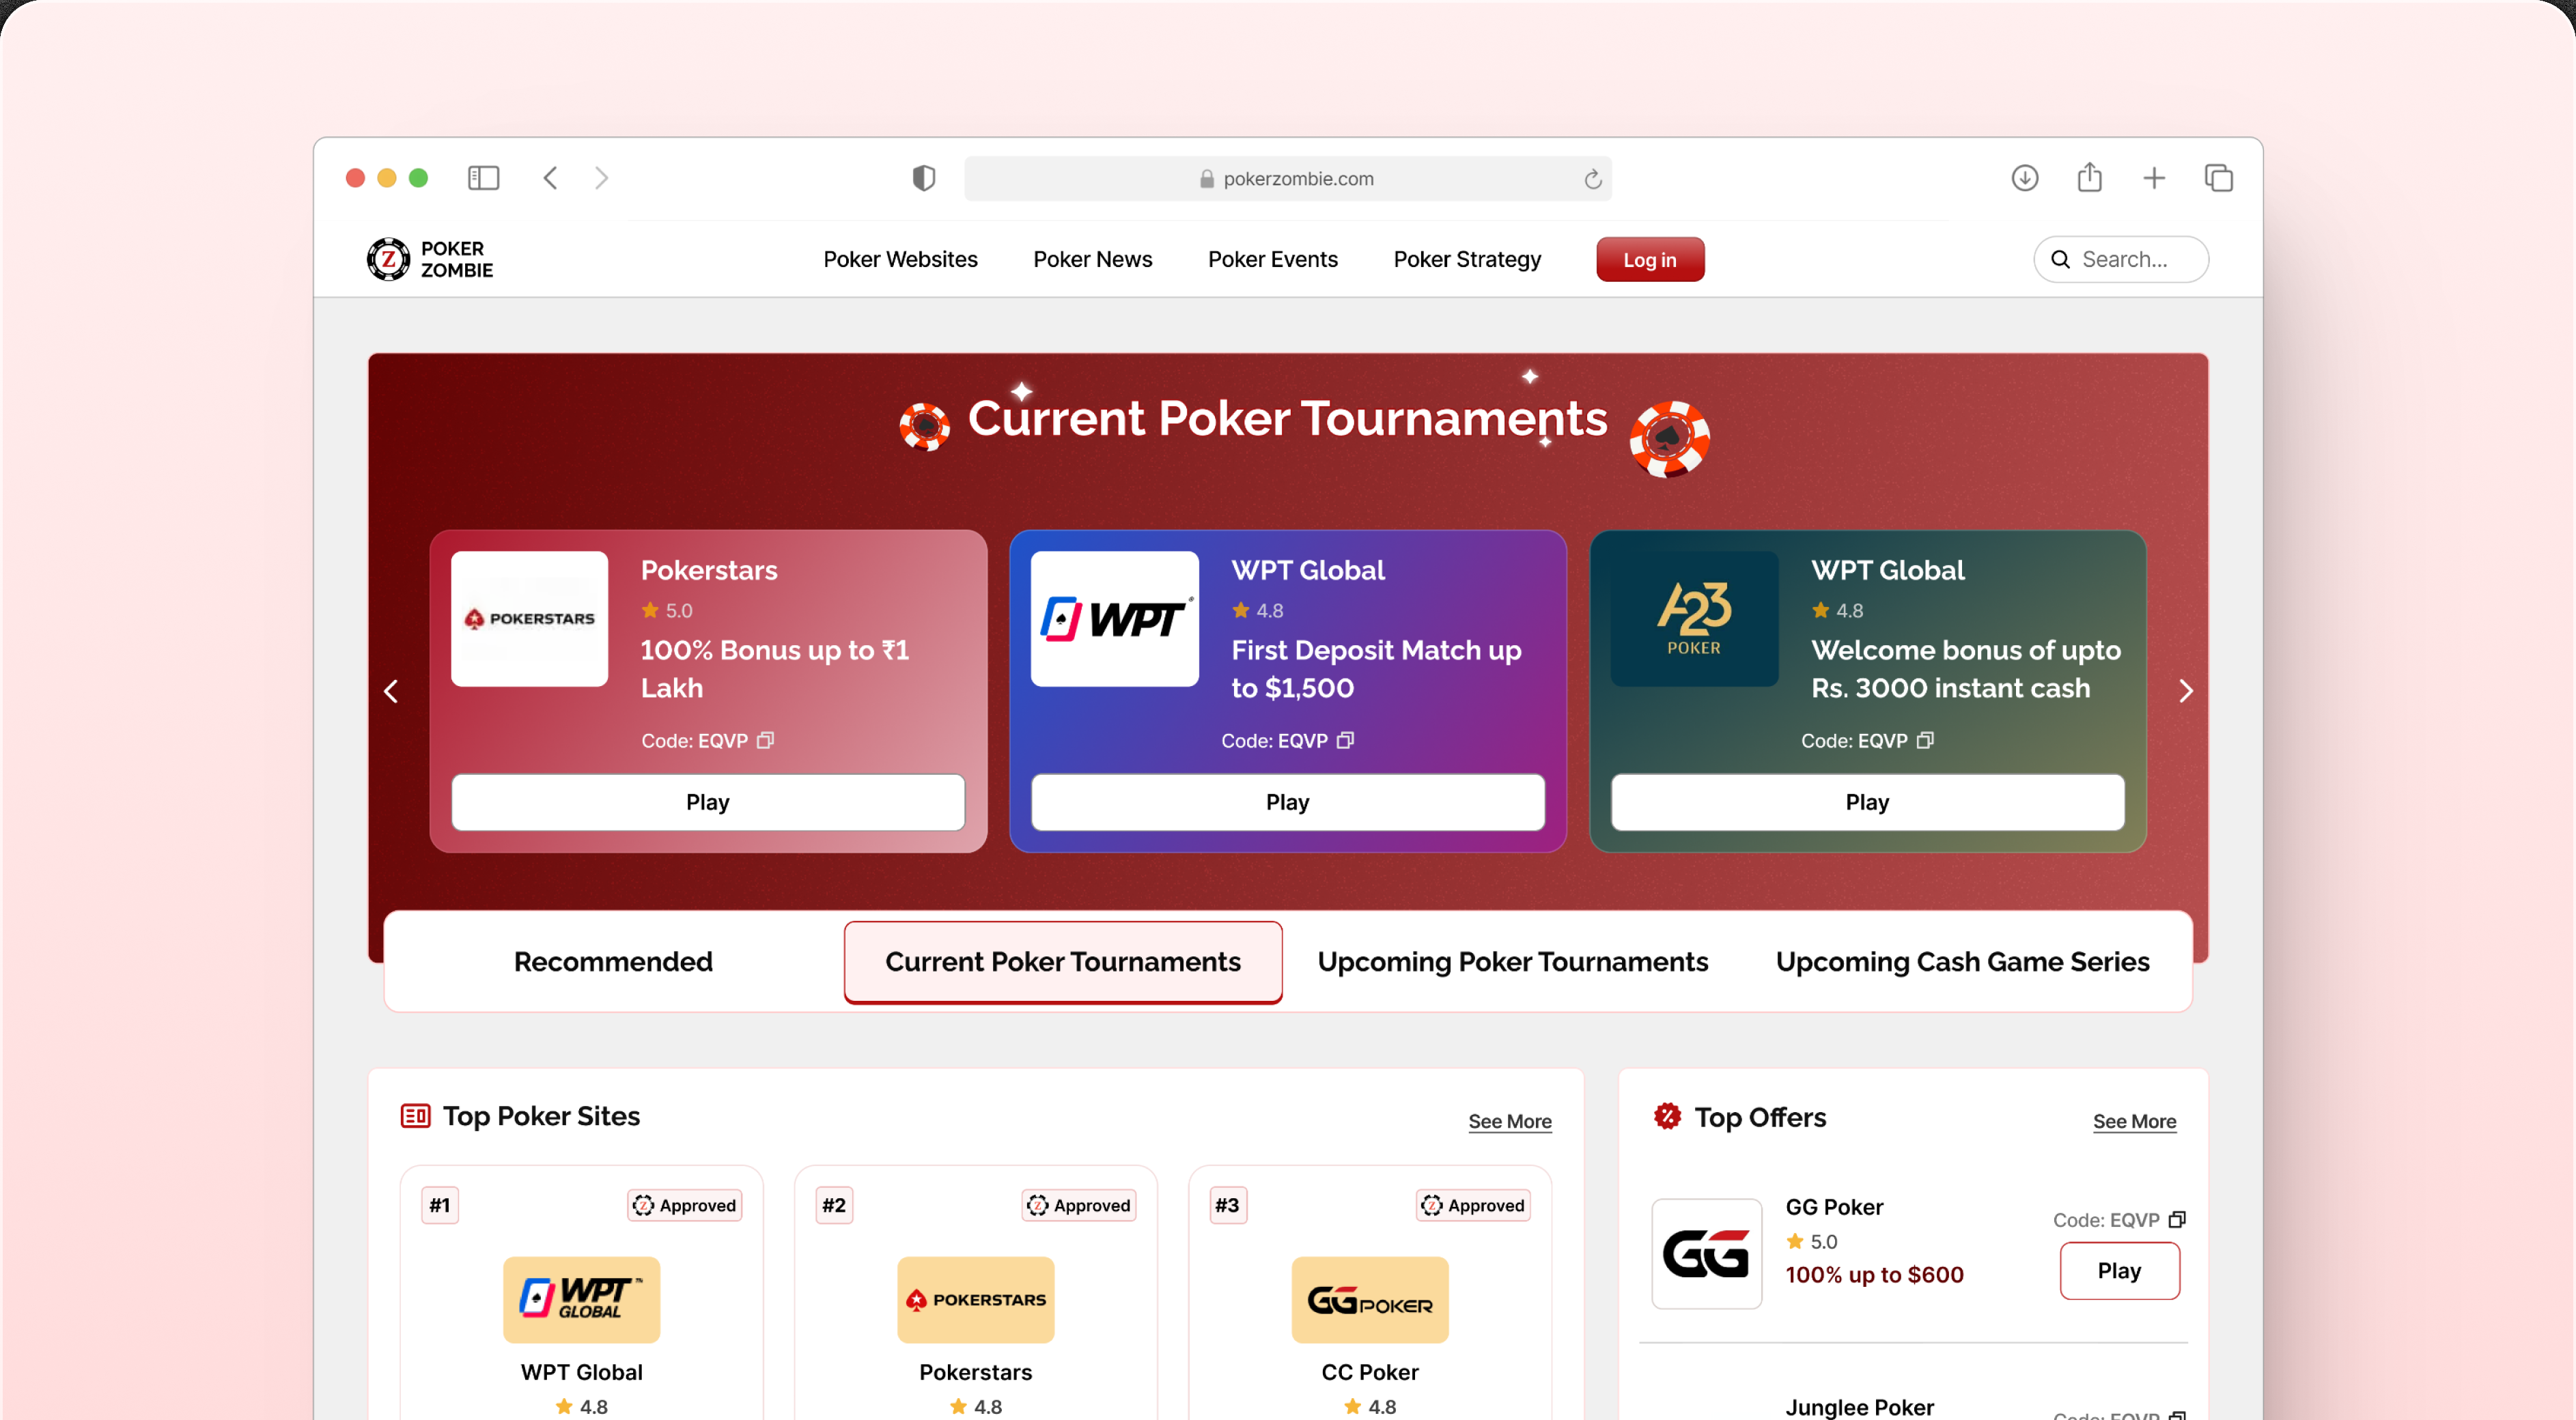 pokerzombie.com
POKER
ZOMBIE
Z
Poker Websites
Poker News
Poker Events
Poker Strategy
Log in
Search...
Current Poker Tournaments
POKERSTARS
Pokerstars
5.0
100% Bonus up to ₹1
Lakh
Code: EQVP
Play
WPT
WPT Global
4.8
First Deposit Match up
to $1,500
Code: EQVP
Play
A23
POKER
WPT Global
4.8
Welcome bonus of upto
Rs. 3000 instant cash
Code: EQVP
Play
Recommended
Current Poker Tournaments
Upcoming Poker Tournaments
Upcoming Cash Game Series
Top Poker Sites
See More
#1
Z Approved
WPT™
GLOBAL
WPT Global
4.8
#2
Z Approved
POKERSTARS
Pokerstars
4.8
#3
Z Approved
GGPOKER
CC Poker
4.8
Top Offers
See More
GG
GG Poker
5.0
100% up to $600
Code: EQVP
Play
Junglee Poker
Code: EQVP